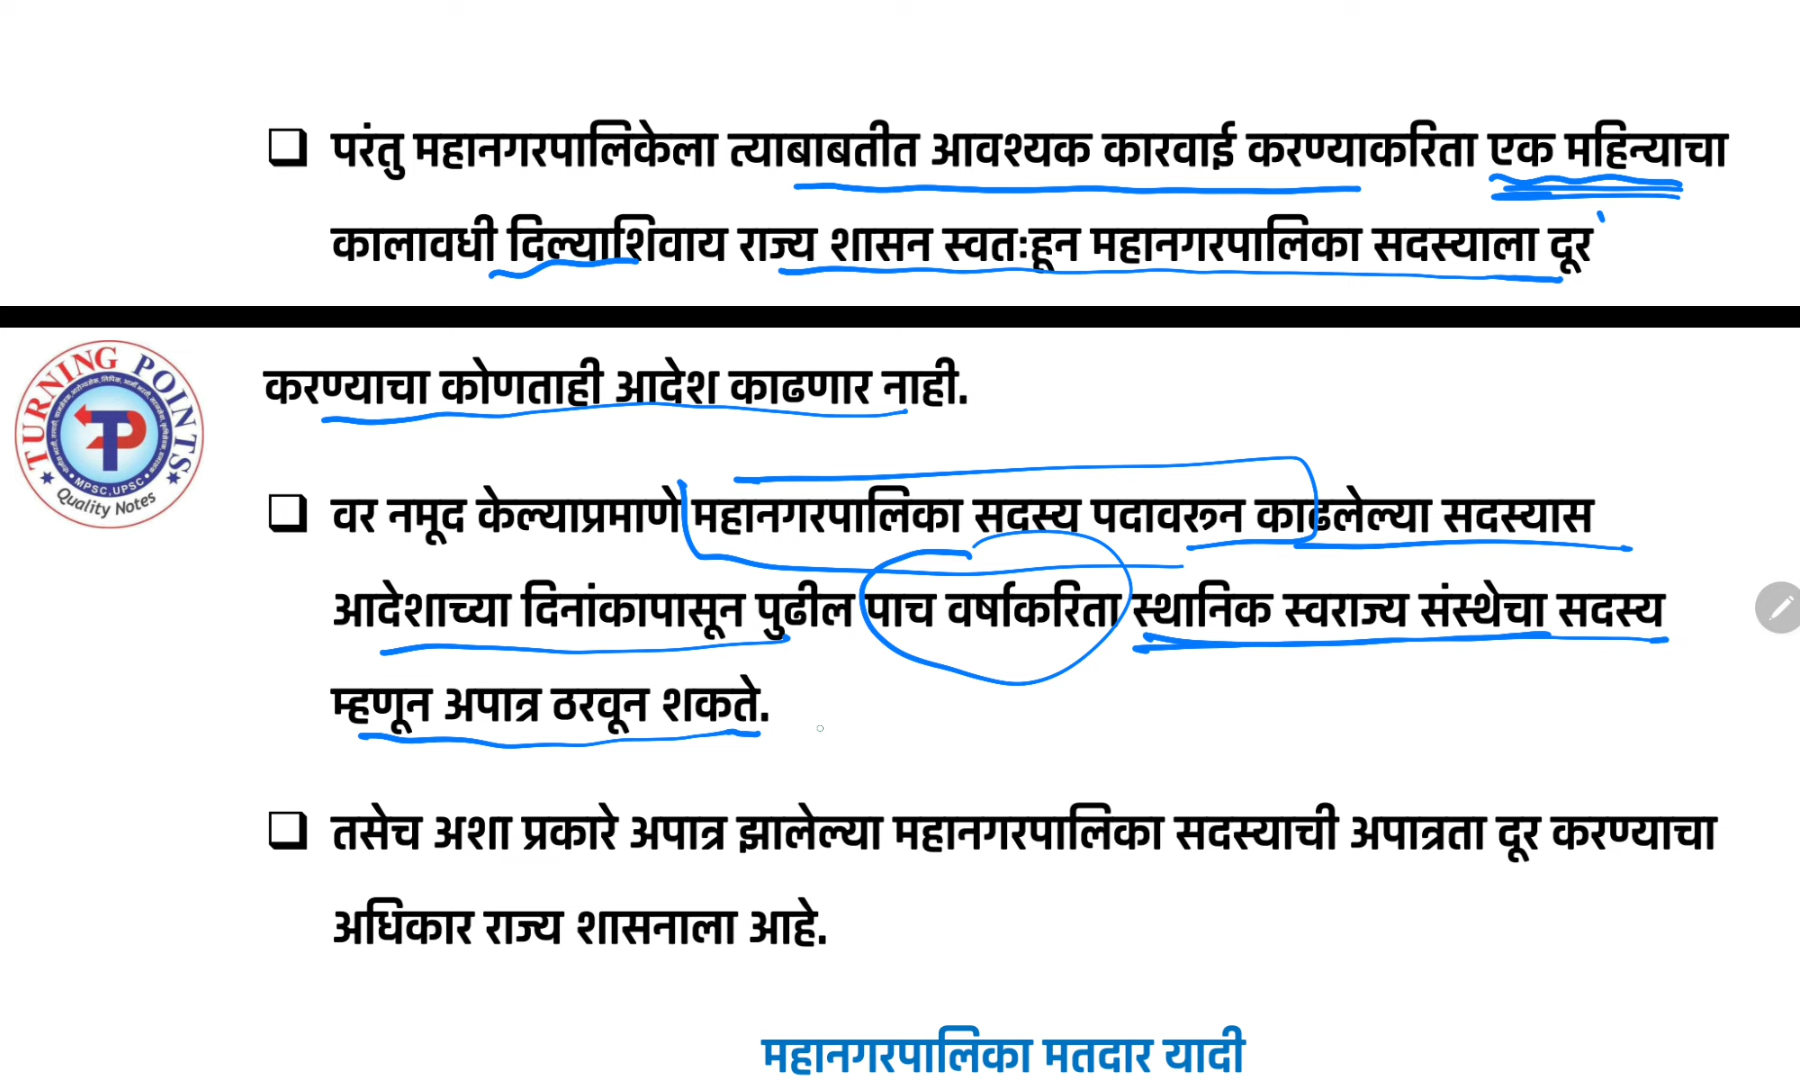 परंतु महानगरपालिकेला त्याबाबतीत आवश्यक कारवाई करण्याकरिता एक महिन्याचा
कालावधी दिल्याशिवाय राज्य शासन स्वतःहून महानगरपालिका सदस्याला दूर
TURNING POINTS
TP
MPSC, UPSC
Quality Notes
करण्याचा कोणताही आदेश काढणार नाही.
वर नमूद केल्याप्रमाणे महानगरपालिका सदस्य पदावरून काढलेल्या सदस्यास
आदेशाच्या दिनांकापासून पुढील पाच वर्षाकरिता स्थानिक स्वराज्य संस्थेचा सदस्य
म्हणून अपात्र ठरवून शकते.
तसेच अशा प्रकारे अपात्र झालेल्या महानगरपालिका सदस्याची अपात्रता दूर करण्याचा
अधिकार राज्य शासनाला आहे.
महानगरपालिका मतदार यादी